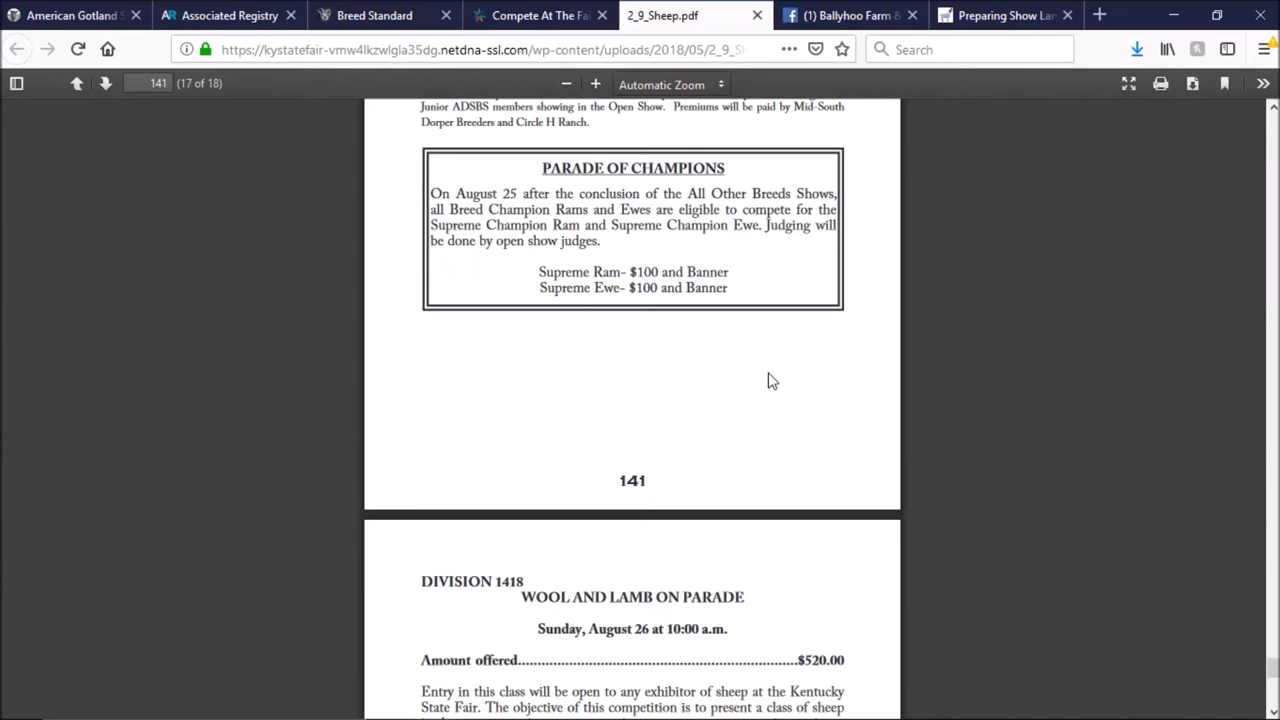 American Gotland S
Associated Registry
Breed Standard
Compete At The Fa
2_9_Sheep.pdf
(1) Ballyhoo Farm &
Preparing Show La
https://kystatefair-vmw4lkzwlgla35dg.netdna-ssl.com/wp-content/uploads/2018/05/2_9_S
Search
141 (17 of 18)
Automatic Zoom
Junior ADSBS members showing in the Open Show. Premiums will be paid by Mid-South
Dorper Breeders and Circle H Ranch.
PARADE OF CHAMPIONS
On August 25 after the conclusion of the All Other Breeds Shows,
all Breed Champion Rams and Ewes are eligible to compete for the
Supreme Champion Ram and Supreme Champion Ewe. Judging will
be done by open show judges.
Supreme Ram- $100 and Banner
Supreme Ewe- $100 and Banner
141
DIVISION 1418
WOOL AND LAMB ON PARADE
Sunday, August 26 at 10:00 a.m.
Amount offered..........................................................................$520.00
Entry in this class will be open to any exhibitor of sheep at the Kentucky
State Fair. The objective of this competition is to present a class of sheep